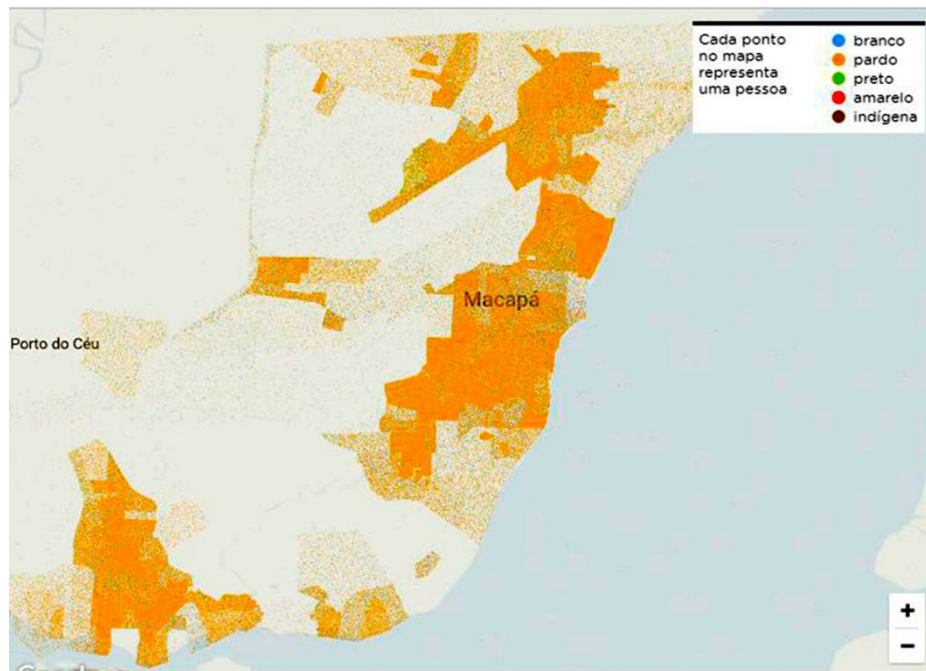 Cada ponto
no mapa
representa
uma pessoa
branco
pardo
preto
amarelo
indígena
Macapá
Porto do Céu
+
−